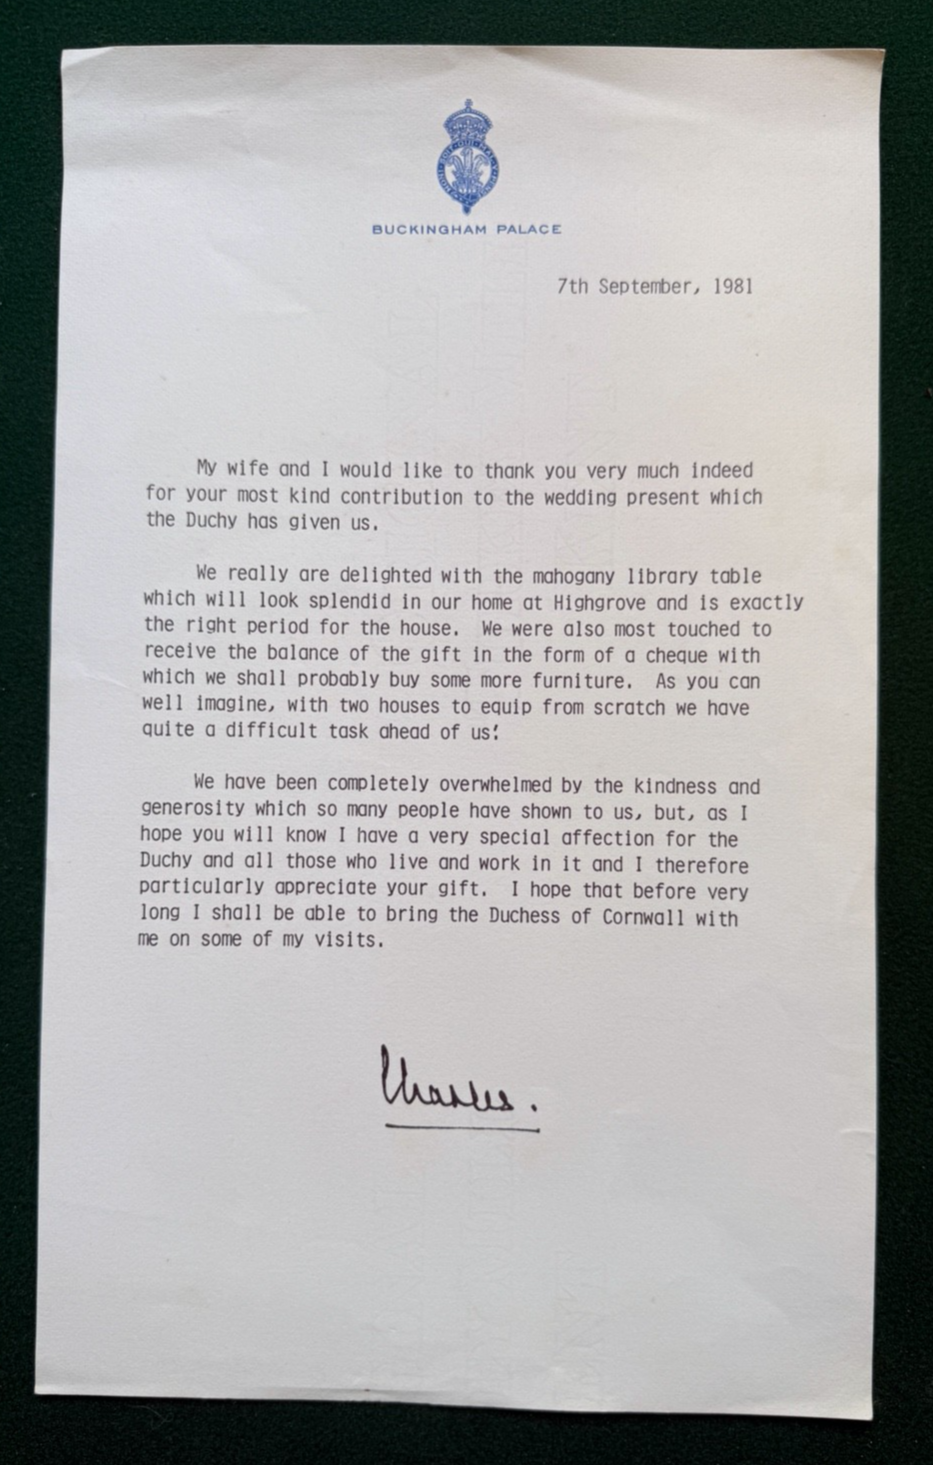 BUCKINGHAM PALACE
7th September, 1981
My wife and I would like to thank you very much indeed
for your most kind contribution to the wedding present which
the Duchy has given us.
We really are delighted with the mahogany library table
which will look splendid in our home at Highgrove and is exactly
the right period for the house.  We were also most touched to
receive the balance of the gift in the form of a cheque with
which we shall probably buy some more furniture.  As you can
well imagine, with two houses to equip from scratch we have
quite a difficult task ahead of us!
We have been completely overwhelmed by the kindness and
generosity which so many people have shown to us, but, as I
hope you will know I have a very special affection for the
Duchy and all those who live and work in it and I therefore
particularly appreciate your gift.  I hope that before very
long I shall be able to bring the Duchess of Cornwall with
me on some of my visits.
Charles.